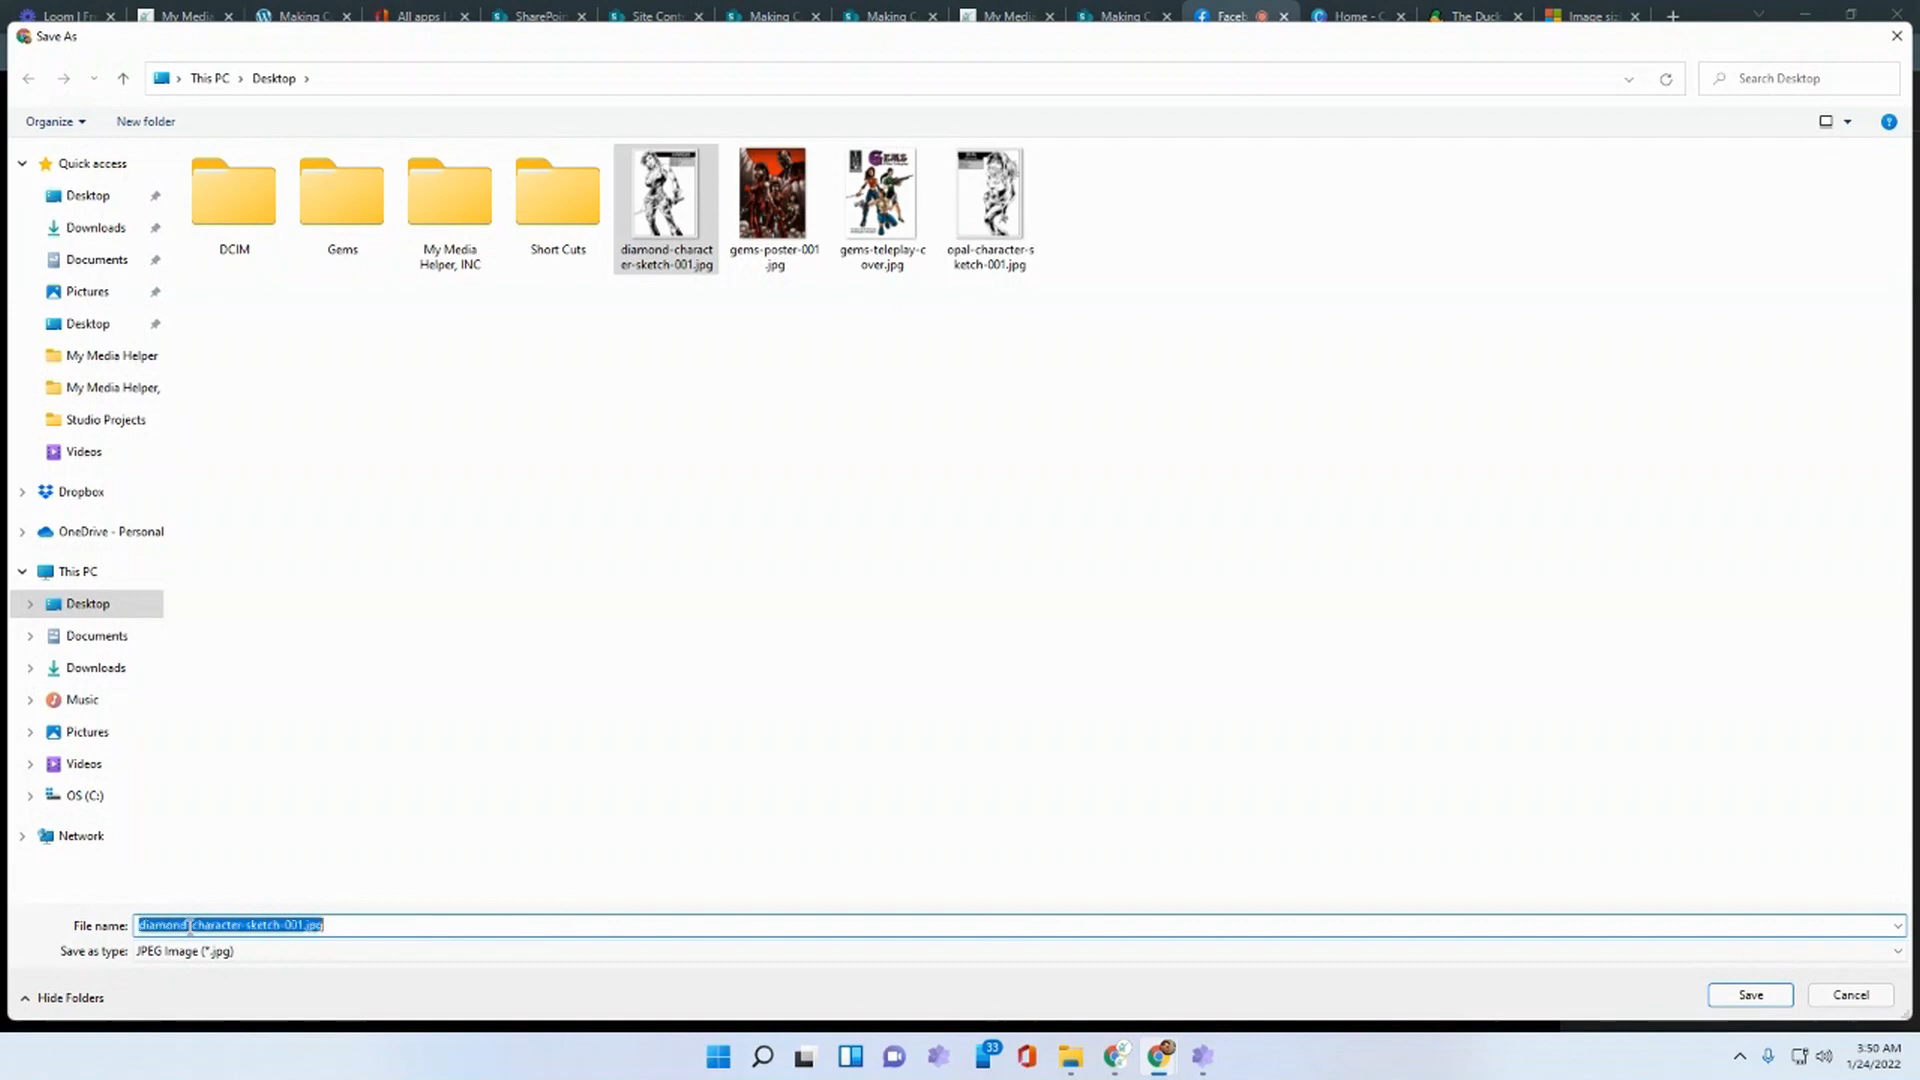 Loom | Fr
My Media
Making C
All apps |
SharePoi
Site Cont
Making C
Making C
My Media
Making C
Faceb
Home - C
The Duck
Image siz
Save As
This PC > Desktop >
Search Desktop
Organize
New folder
Quick access
Desktop
Downloads
Documents
Pictures
Desktop
My Media Helper
My Media Helper,
Studio Projects
Videos
Dropbox
OneDrive - Personal
This PC
Desktop
Documents
Downloads
Music
Pictures
Videos
OS (C:)
Network
DCIM
Gems
My Media
Helper, INC
Short Cuts
diamond-charact
er-sketch-001.jpg
GEMS
gems-poster-001
.jpg
gems-teleplay-c
over.jpg
opal-character-s
ketch-001.jpg
File name: diamond-character-sketch-001.jpg
Save as type: JPEG Image (*.jpg)
Hide Folders
Save
Cancel
33
3:50 AM
1/24/2022